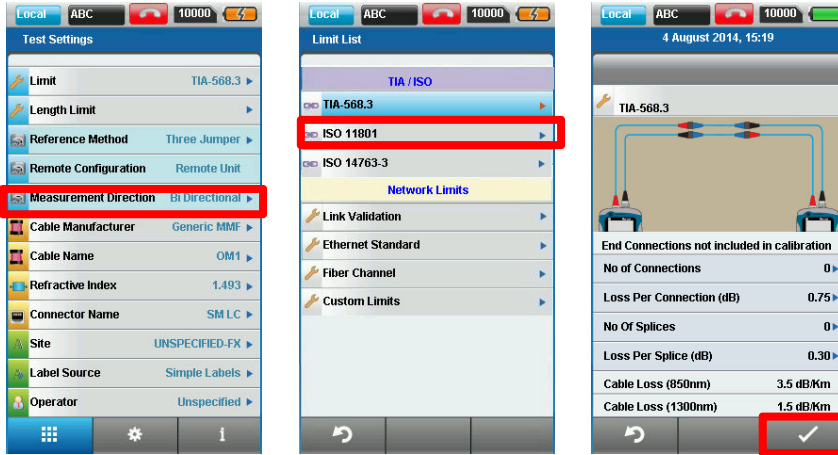 Local ABC 10000
Test Settings
Limit TIA-568.3
Length Limit
Reference Method Three Jumper
Remote Configuration Remote Unit
Measurement Direction Bi Directional
Cable Manufacturer Generic MMF
Cable Name OM1
Refractive Index 1.493
Connector Name SM LC
Site UNSPECIFIED-FX
Label Source Simple Labels
Operator Unspecified
i
Local ABC 10000
Limit List
TIA / ISO
TIA-568.3
ISO 11801
ISO 14763-3
Network Limits
Link Validation
Ethernet Standard
Fiber Channel
Custom Limits
Local ABC 10000
4 August 2014, 15:19
TIA-568.3
End Connections not included in calibration
No of Connections 0
Loss Per Connection (dB) 0.75
No Of Splices 0
Loss Per Splice (dB) 0.30
Cable Loss (850nm) 3.5 dB/Km
Cable Loss (1300nm) 1.5 dB/Km